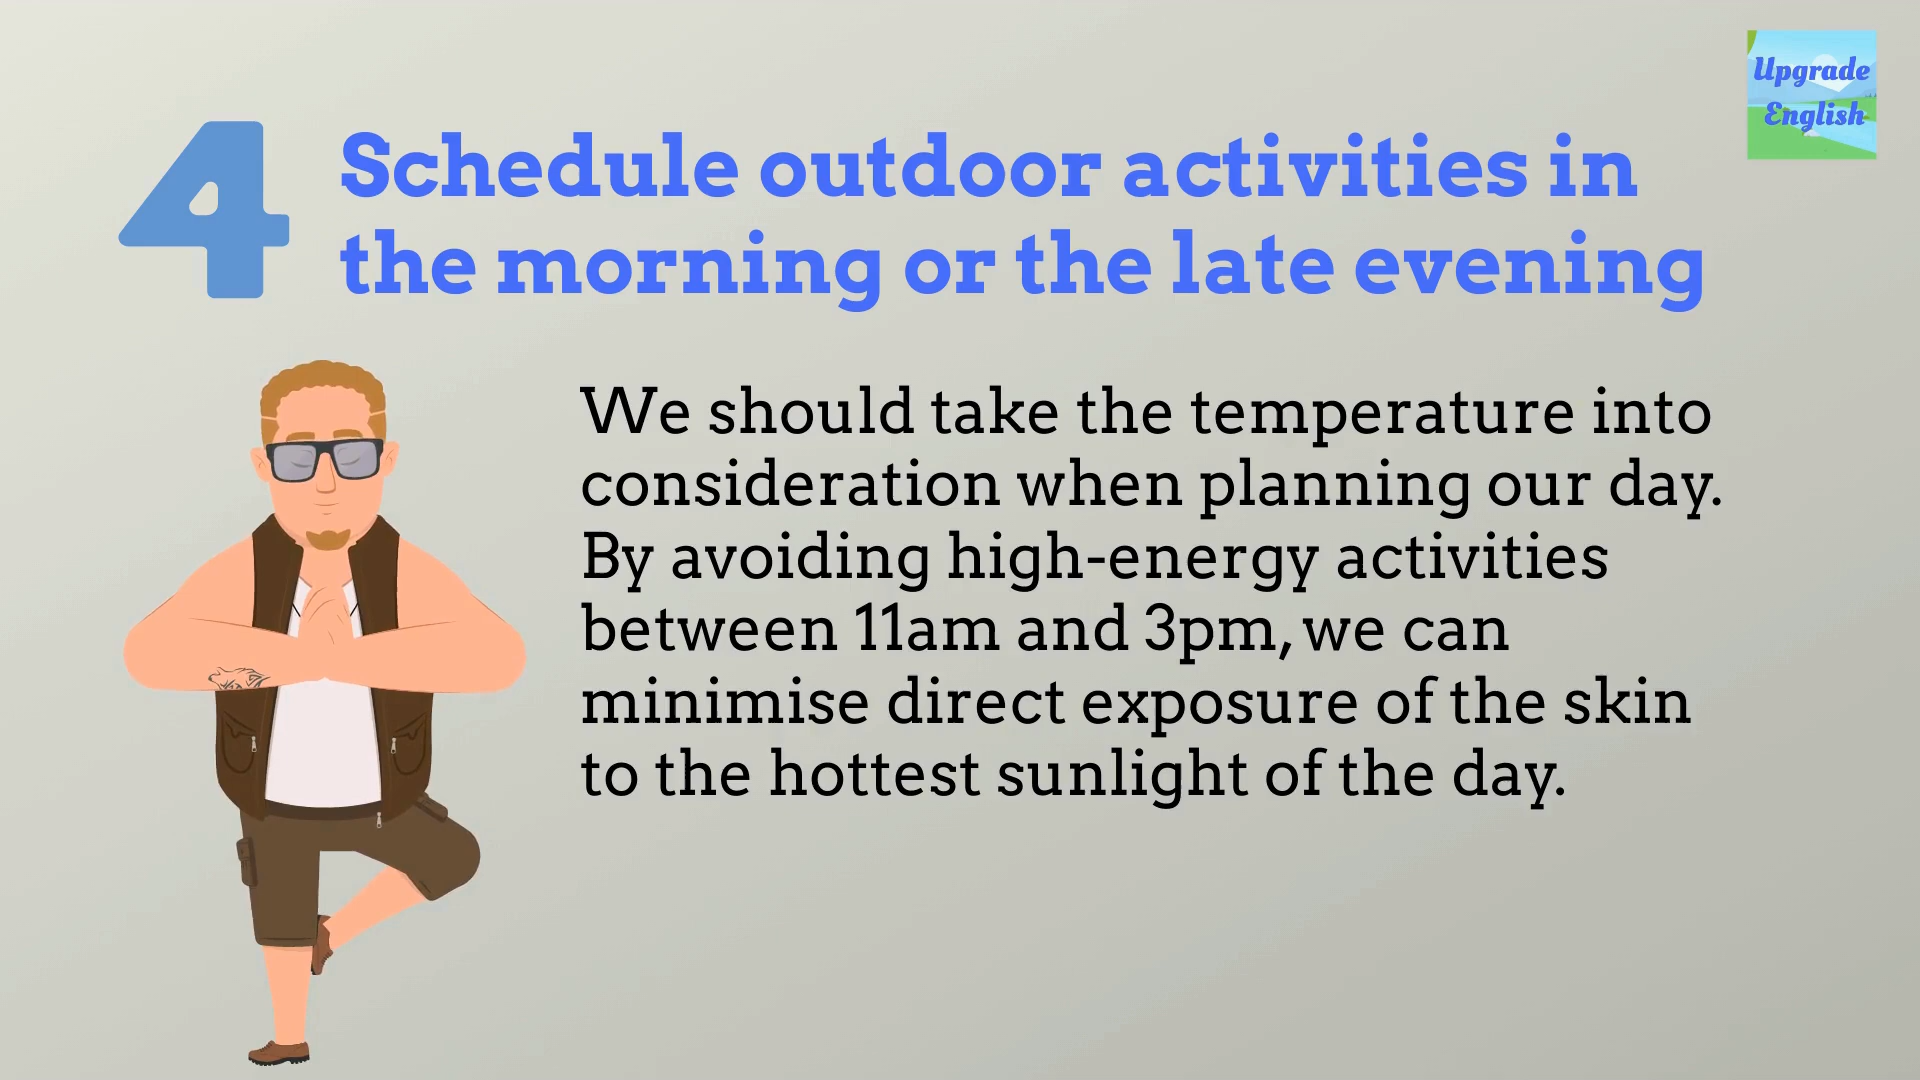 Upgrade
English
4
Schedule outdoor activities in
the morning or the late evening
We should take the temperature into
consideration when planning our day.
By avoiding high-energy activities
between 11am and 3pm, we can
minimise direct exposure of the skin
to the hottest sunlight of the day.